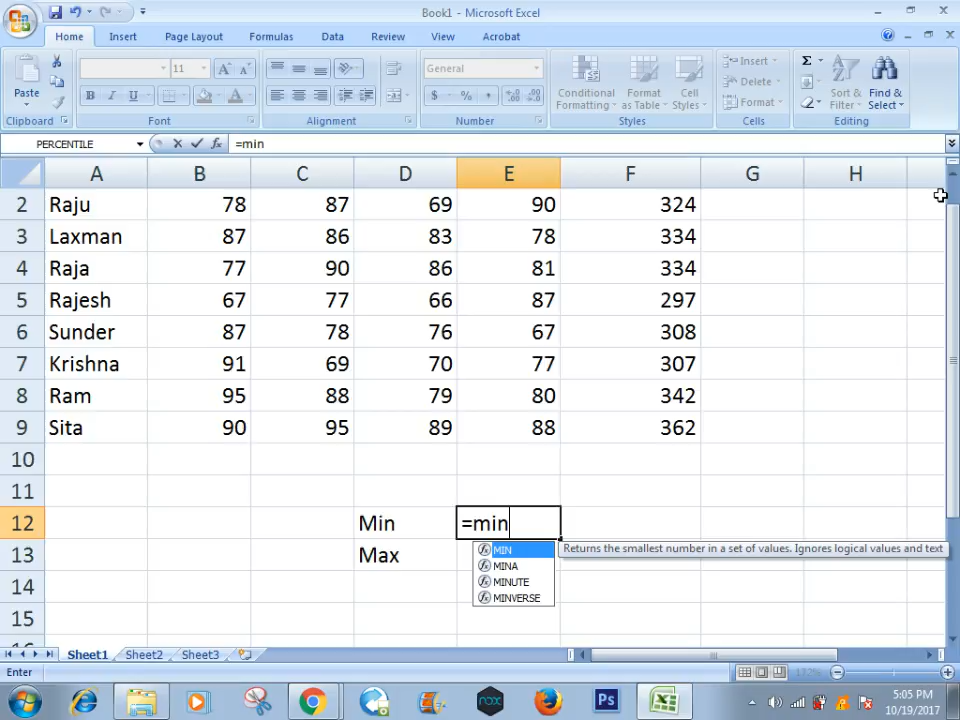 Book1 - Microsoft Excel
Home Insert Page Layout Formulas Data Review View Acrobat
Paste
11
General
Conditional Formatting
Format as Table
Cell Styles
Insert
Delete
Format
Sort & Filter
Find & Select
Clipboard Font Alignment Number Styles Cells Editing
PERCENTILE =min
A B C D E F G H
2 Raju 78 87 69 90 324
3 Laxman 87 86 83 78 334
4 Raja 77 90 86 81 334
5 Rajesh 67 77 66 87 297
6 Sunder 87 78 76 67 308
7 Krishna 91 69 70 77 307
8 Ram 95 88 79 80 342
9 Sita 90 95 89 88 362
10
11
12 Min =min
13 Max
MIN Returns the smallest number in a set of values. Ignores logical values and text
MINA
MINUTE
MINVERSE
14
15
Sheet1 Sheet2 Sheet3
Enter
Ps
5:05 PM
10/19/2017